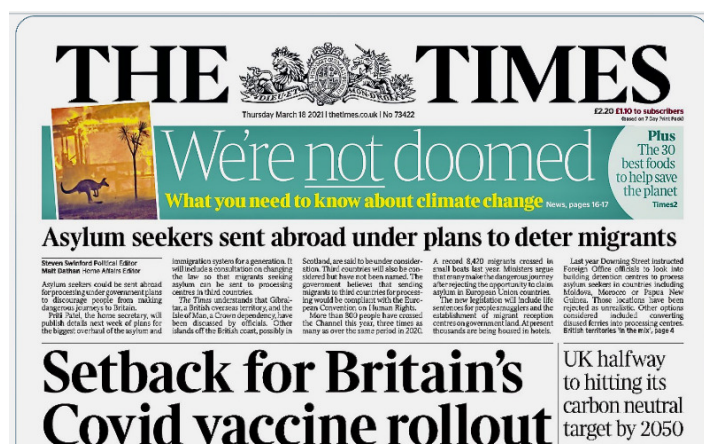 THE TIMES
Thursday March 18 2021 | thetimes.co.uk | No 73422
£2.20 £1.10 to subscribers
(based on 7 Day Print Pack)
We're not doomed
What you need to know about climate change News, pages 16-17
Plus
The 30
best foods
to help save
the planet
Times2
Asylum seekers sent abroad under plans to deter migrants
Steven Swinford Political Editor
Matt Dathan Home Affairs Editor
Asylum seekers could be sent abroad
for processing under government plans
to discourage people from making
dangerous journeys to Britain.
Priti Patel, the home secretary, will
publish details next week of plans for
the biggest overhaul of the asylum and
immigration system for a generation. It
will include a consultation on changing
the law so that migrants seeking
asylum can be sent to processing
centres in third countries.
The Times understands that Gibral-
tar, a British overseas territory, and the
Isle of Man, a Crown dependency, have
been discussed by officials. Other
islands off the British coast, possibly in
Scotland, are said to be under consider-
ation. Third countries will also be con-
sidered but have not been named. The
government believes that sending
migrants to third countries for process-
ing would be compliant with the Euro-
pean Convention on Human Rights.
More than 800 people have crossed
the Channel this year, three times as
many as over the same period in 2020.
A record 8,420 migrants crossed in
small boats last year. Ministers argue
that many make the dangerous journey
after rejecting the opportunity to claim
asylum in European Union countries.
The new legislation will include life
sentences for people smugglers and the
establishment of migrant reception
centres on government land. At present
thousands are being housed in hotels.
Last year Downing Street instructed
Foreign Office officials to look into
building detention centres to process
asylum seekers in countries including
Moldova, Morocco or Papua New
Guinea. Those locations have been
rejected as unrealistic. Other options
considered included converting
disused ferries into processing centres.
British territories 'in the mix', page 4
Setback for Britain's
Covid vaccine rollout
UK halfway
to hitting its
carbon neutral
target by 2050